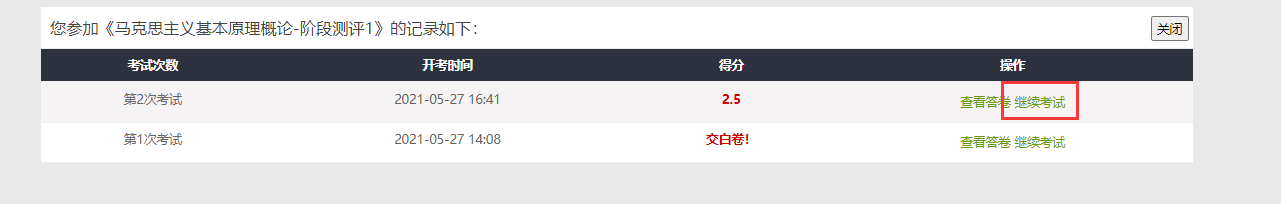 您参加《马克思主义基本原理概论-阶段测评1》的记录如下：
关闭
考试次数 开考时间 得分 操作
第2次考试 2021-05-27 16:41 2.5 查看答卷 继续考试
第1次考试 2021-05-27 14:08 交白卷! 查看答卷 继续考试